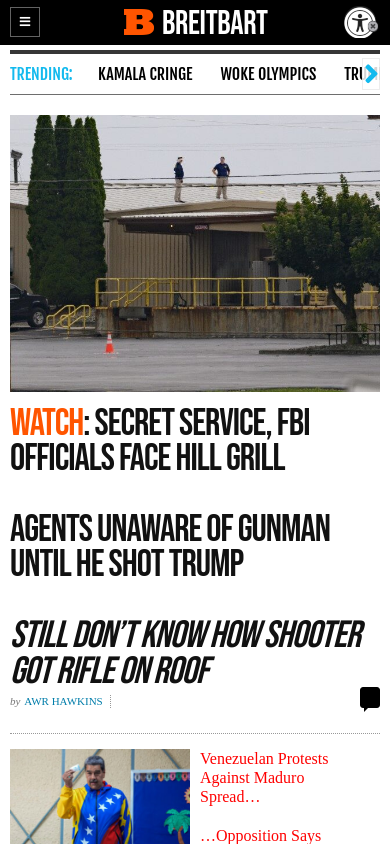 BREITBART
TRENDING: KAMALA CRINGE WOKE OLYMPICS
WATCH: SECRET SERVICE, FBI
OFFICIALS FACE HILL GRILL
AGENTS UNAWARE OF GUNMAN
UNTIL HE SHOT TRUMP
STILL DON'T KNOW HOW SHOOTER
GOT RIFLE ON ROOF
by AWR HAWKINS
Venezuelan Protests
Against Maduro
Spread…
…Opposition Says